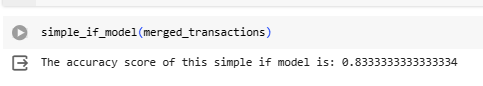 simple_if_model(merged_transactions)
The accuracy score of this simple if model is: 0.8333333333333334